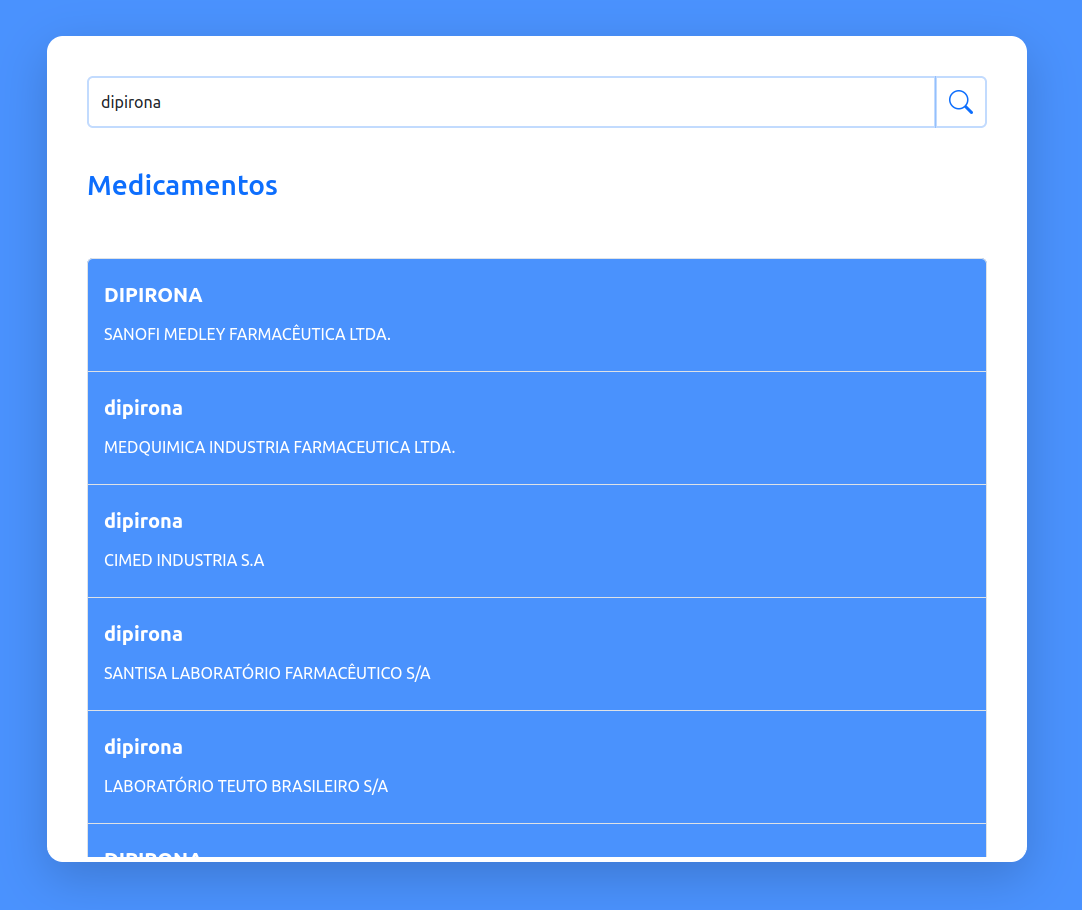 dipirona
Medicamentos
DIPIRONA
SANOFI MEDLEY FARMACÊUTICA LTDA.
dipirona
MEDQUIMICA INDUSTRIA FARMACEUTICA LTDA.
dipirona
CIMED INDUSTRIA S.A
dipirona
SANTISA LABORATÓRIO FARMACÊUTICO S/A
dipirona
LABORATÓRIO TEUTO BRASILEIRO S/A
DIPIRONA